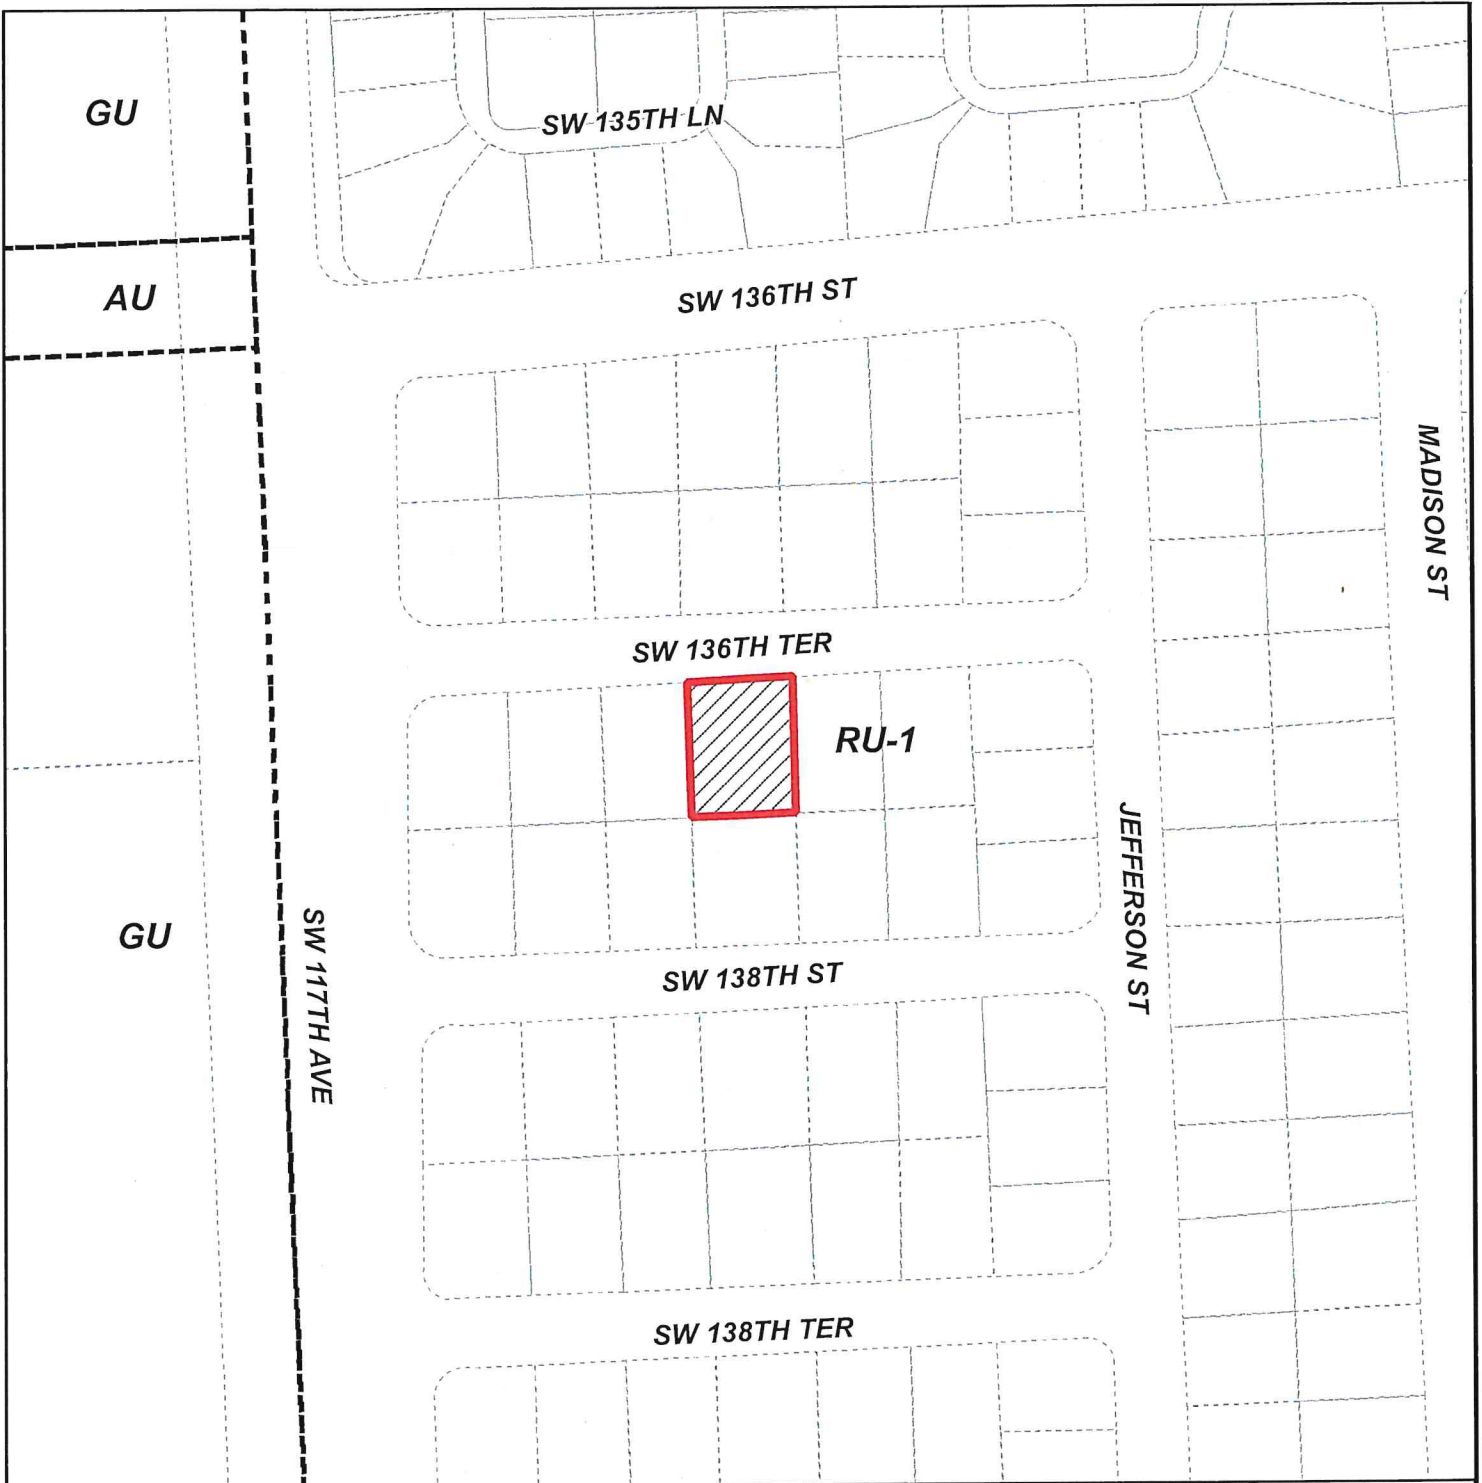 GU
SW 135TH LN
AU
SW 136TH ST
MADISON ST
SW 136TH TER
RU-1
JEFFERSON ST
GU
SW 117TH AVE
SW 138TH ST
SW 138TH TER